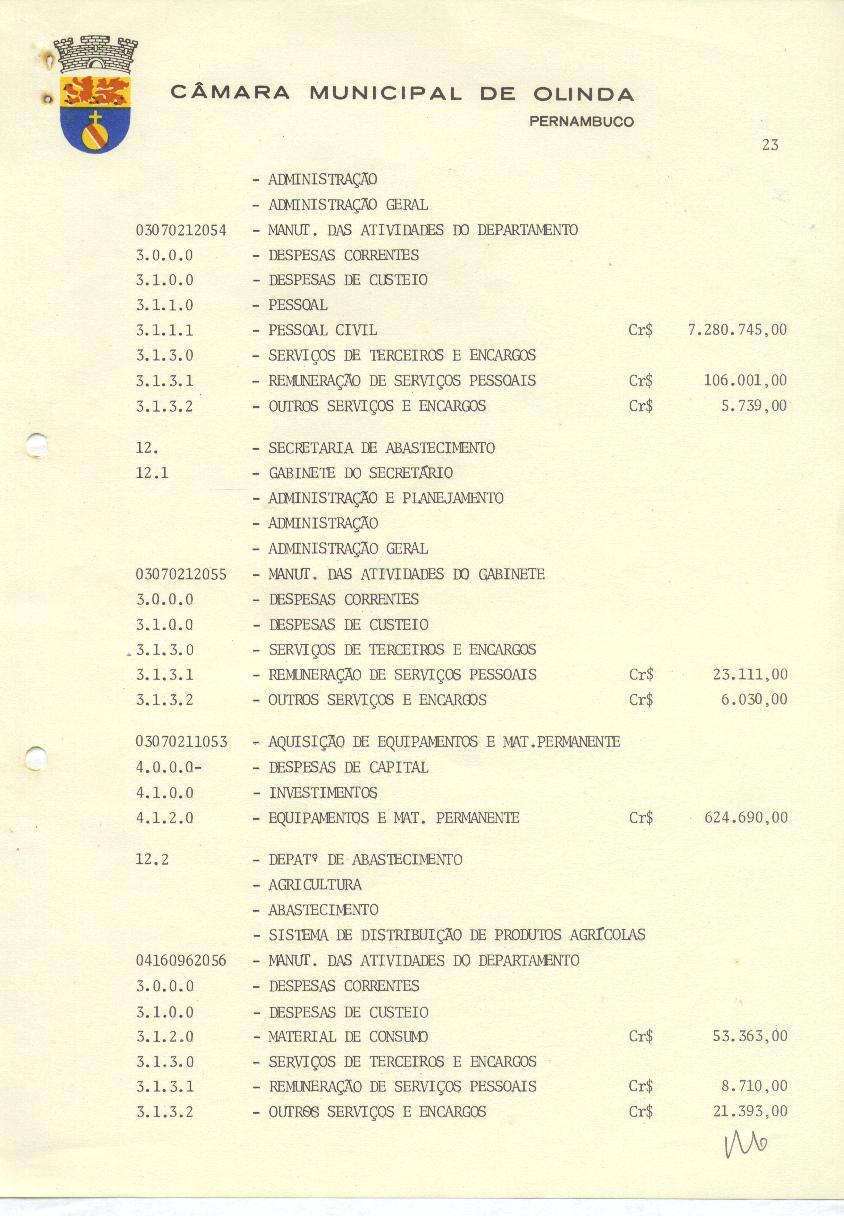 CÂMARA MUNICIPAL DE OLINDA
PERNAMBUCO
23
- ADMINISTRAÇÃO
- ADMINISTRAÇÃO GERAL
03070212054 - MANUT. DAS ATIVIDADES DO DEPARTAMENTO
3.0.0.0 - DESPESAS CORRENTES
3.1.0.0 - DESPESAS DE CUSTEIO
3.1.1.0 - PESSOAL
3.1.1.1 - PESSOAL CIVIL Cr$ 7.280.745,00
3.1.3.0 - SERVIÇOS DE TERCEIROS E ENCARGOS
3.1.3.1 - REMUNERAÇÃO DE SERVIÇOS PESSOAIS Cr$ 106.001,00
3.1.3.2 - OUTROS SERVIÇOS E ENCARGOS Cr$ 5.739,00
12. - SECRETARIA DE ABASTECIMENTO
12.1 - GABINETE DO SECRETÁRIO
- ADMINISTRAÇÃO E PLANEJAMENTO
- ADMINISTRAÇÃO
- ADMINISTRAÇÃO GERAL
03070212055 - MANUT. DAS ATIVIDADES DO GABINETE
3.0.0.0 - DESPESAS CORRENTES
3.1.0.0 - DESPESAS DE CUSTEIO
3.1.3.0 - SERVIÇOS DE TERCEIROS E ENCARGOS
3.1.3.1 - REMUNERAÇÃO DE SERVIÇOS PESSOAIS Cr$ 23.111,00
3.1.3.2 - OUTROS SERVIÇOS E ENCARGOS Cr$ 6.030,00
03070211053 - AQUISIÇÃO DE EQUIPAMENTOS E MAT.PERMANENTE
4.0.0.0- - DESPESAS DE CAPITAL
4.1.0.0 - INVESTIMENTOS
4.1.2.0 - EQUIPAMENTOS E MAT. PERMANENTE Cr$ 624.690,00
12.2 - DEPATº DE ABASTECIMENTO
- AGRICULTURA
- ABASTECIMENTO
- SISTEMA DE DISTRIBUIÇÃO DE PRODUTOS AGRÍCOLAS
04160962056 - MANUT. DAS ATIVIDADES DO DEPARTAMENTO
3.0.0.0 - DESPESAS CORRENTES
3.1.0.0 - DESPESAS DE CUSTEIO
3.1.2.0 - MATERIAL DE CONSUMO Cr$ 53.363,00
3.1.3.0 - SERVIÇOS DE TERCEIROS E ENCARGOS
3.1.3.1 - REMUNERAÇÃO DE SERVIÇOS PESSOAIS Cr$ 8.710,00
3.1.3.2 - OUTROS SERVIÇOS E ENCARGOS Cr$ 21.393,00